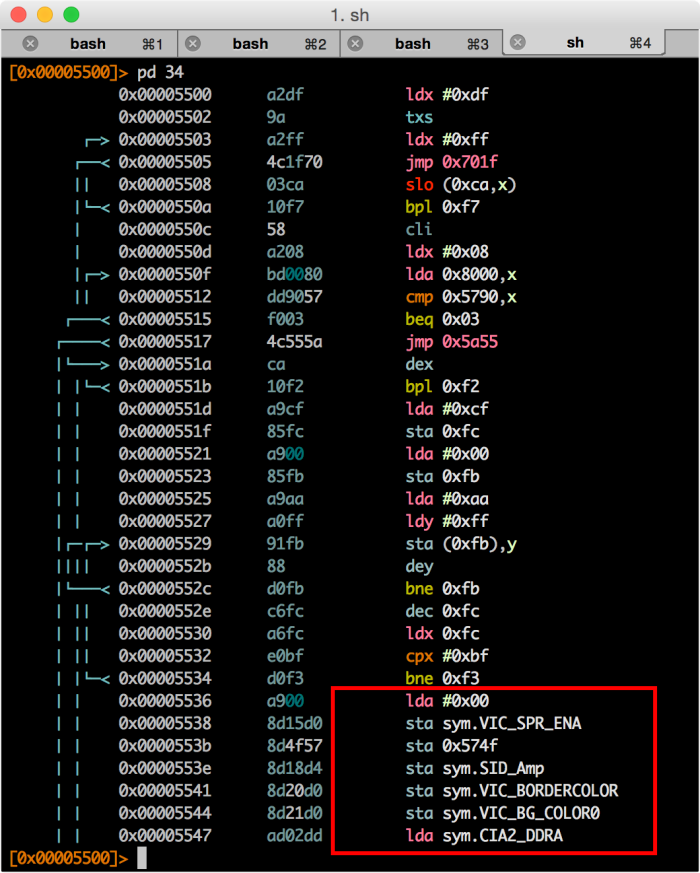 1. sh
bash ⌘1 bash ⌘2 bash ⌘3 sh ⌘4
[0x00005500]> pd 34
0x00005500 a2df ldx #0xdf
0x00005502 9a txs
0x00005503 a2ff ldx #0xff
0x00005505 4c1f70 jmp 0x701f
0x00005508 03ca slo (0xca,x)
0x0000550a 10f7 bpl 0xf7
0x0000550c 58 cli
0x0000550d a208 ldx #0x08
0x0000550f bd0080 lda 0x8000,x
0x00005512 dd9057 cmp 0x5790,x
0x00005515 f003 beq 0x03
0x00005517 4c555a jmp 0x5a55
0x0000551a ca dex
0x0000551b 10f2 bpl 0xf2
0x0000551d a9cf lda #0xcf
0x0000551f 85fc sta 0xfc
0x00005521 a900 lda #0x00
0x00005523 85fb sta 0xfb
0x00005525 a9aa lda #0xaa
0x00005527 a0ff ldy #0xff
0x00005529 91fb sta (0xfb),y
0x0000552b 88 dey
0x0000552c d0fb bne 0xfb
0x0000552e c6fc dec 0xfc
0x00005530 a6fc ldx 0xfc
0x00005532 e0bf cpx #0xbf
0x00005534 d0f3 bne 0xf3
0x00005536 a900 lda #0x00
0x00005538 8d15d0 sta sym.VIC_SPR_ENA
0x0000553b 8d4f57 sta 0x574f
0x0000553e 8d18d4 sta sym.SID_Amp
0x00005541 8d20d0 sta sym.VIC_BORDERCOLOR
0x00005544 8d21d0 sta sym.VIC_BG_COLOR0
0x00005547 ad02dd lda sym.CIA2_DDRA
[0x00005500]>